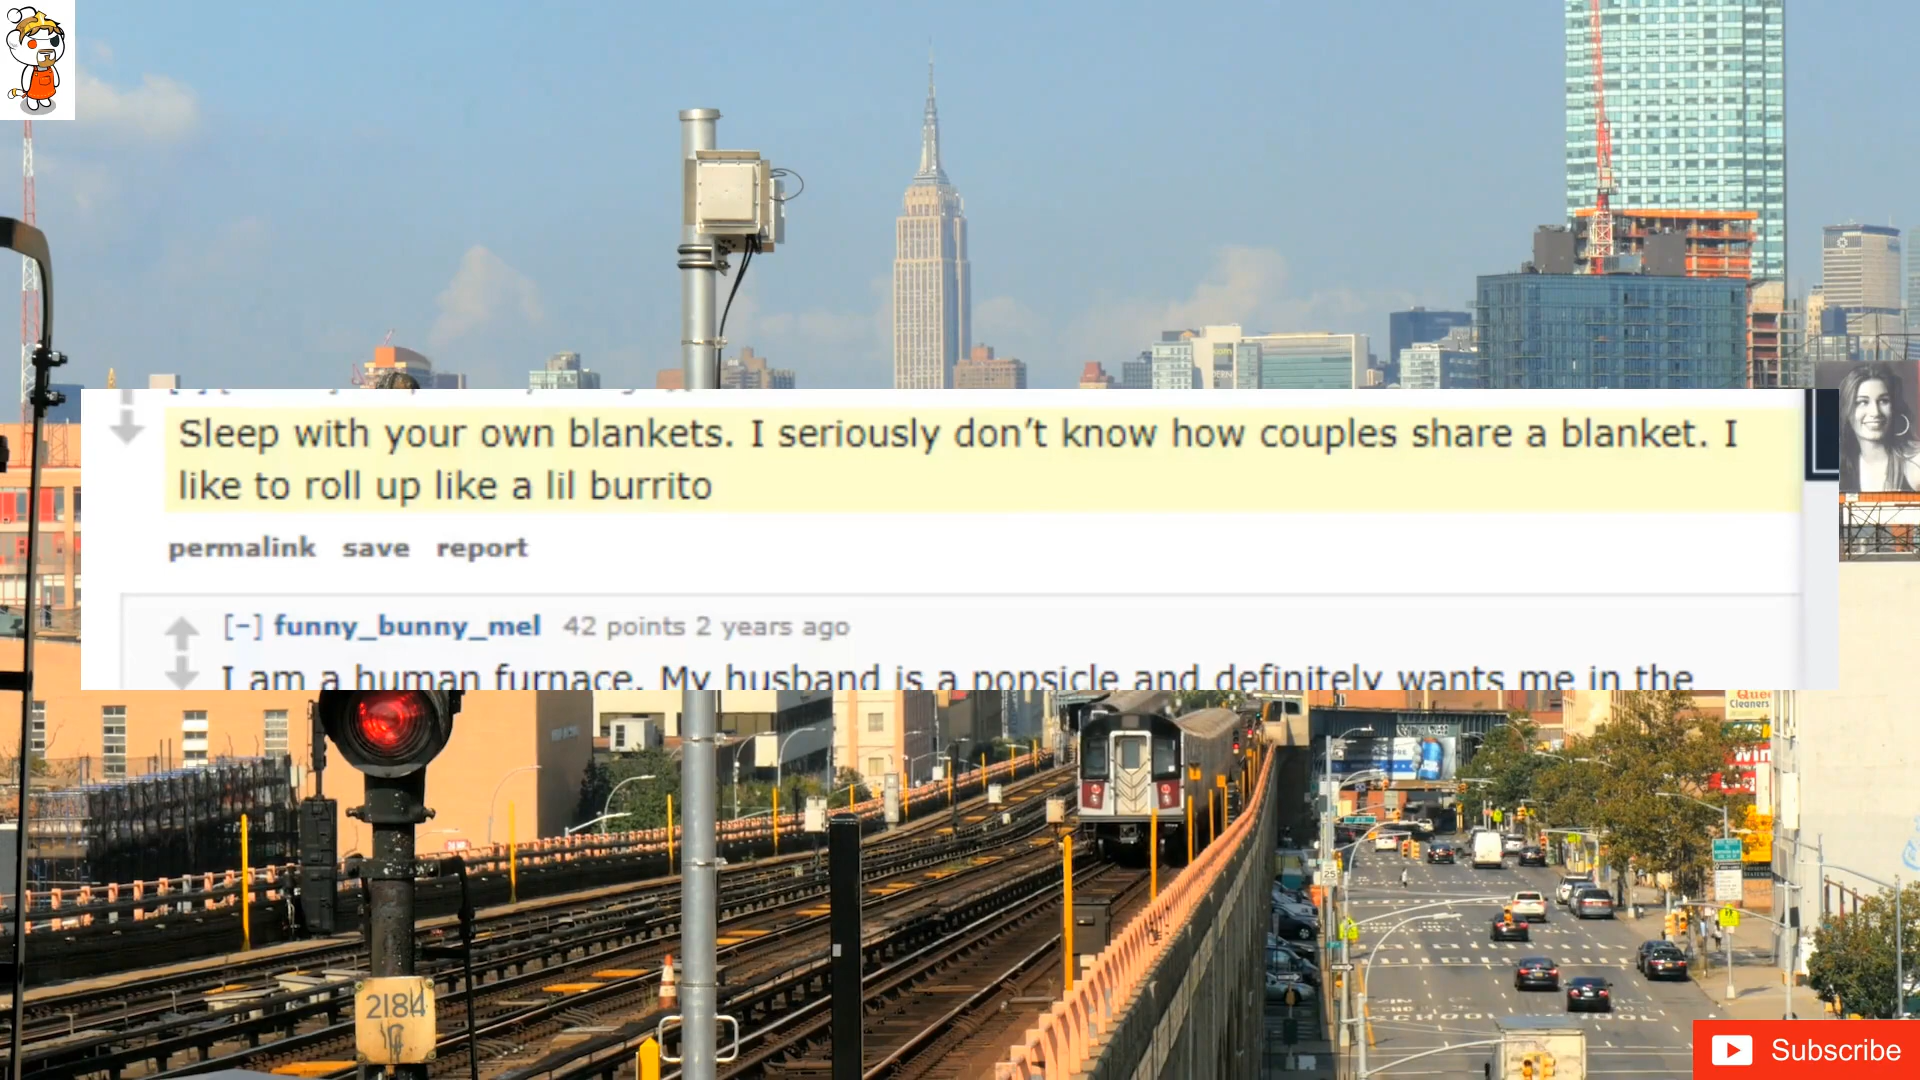 Sleep with your own blankets. I seriously don't know how couples share a blanket. I
like to roll up like a lil burrito
permalink save report
[-] funny_bunny_mel 42 points 2 years ago
I am a human furnace. My husband is a popsicle and definitely wants me in the
Cleaners
25
2184
Subscribe